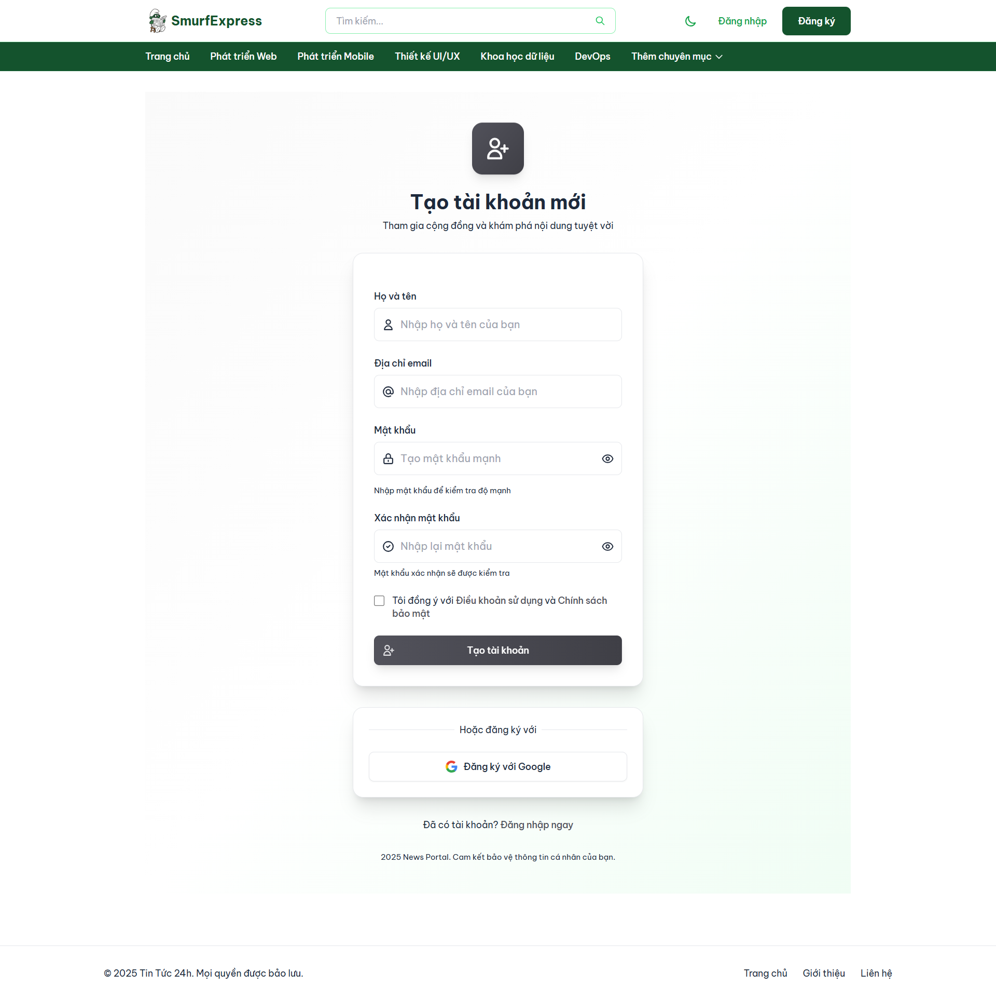 SmurfExpress
Tìm kiếm...
Đăng nhập
Đăng ký
Trang chủ
Phát triển Web
Phát triển Mobile
Thiết kế UI/UX
Khoa học dữ liệu
DevOps
Thêm chuyên mục
Tạo tài khoản mới
Tham gia cộng đồng và khám phá nội dung tuyệt vời
Họ và tên
Nhập họ và tên của bạn
Địa chỉ email
Nhập địa chỉ email của bạn
Mật khẩu
Tạo mật khẩu mạnh
Nhập mật khẩu để kiểm tra độ mạnh
Xác nhận mật khẩu
Nhập lại mật khẩu
Mật khẩu xác nhận sẽ được kiểm tra
Tôi đồng ý với Điều khoản sử dụng và Chính sách
bảo mật
Tạo tài khoản
Hoặc đăng ký với
Đăng ký với Google
Đã có tài khoản? Đăng nhập ngay
2025 News Portal. Cam kết bảo vệ thông tin cá nhân của bạn.
© 2025 Tin Tức 24h. Mọi quyền được bảo lưu.
Trang chủ
Giới thiệu
Liên hệ